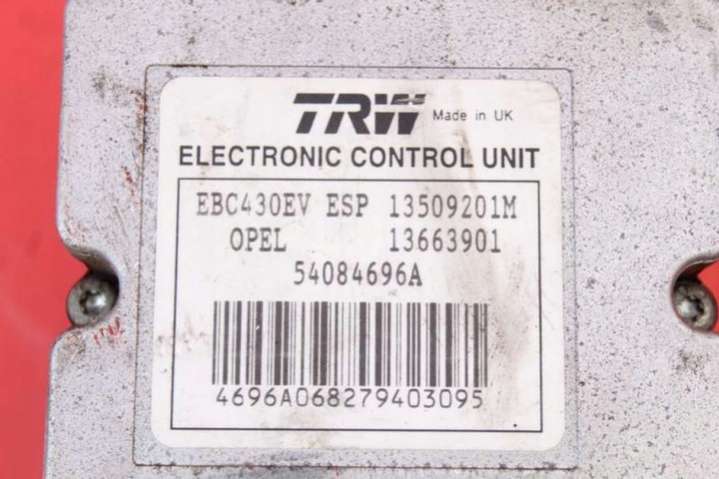 TRW Made in UK
ELECTRONIC CONTROL UNIT
EBC430EV ESP 13509201M
OPEL 13663901
54084696A
4696A068279403095